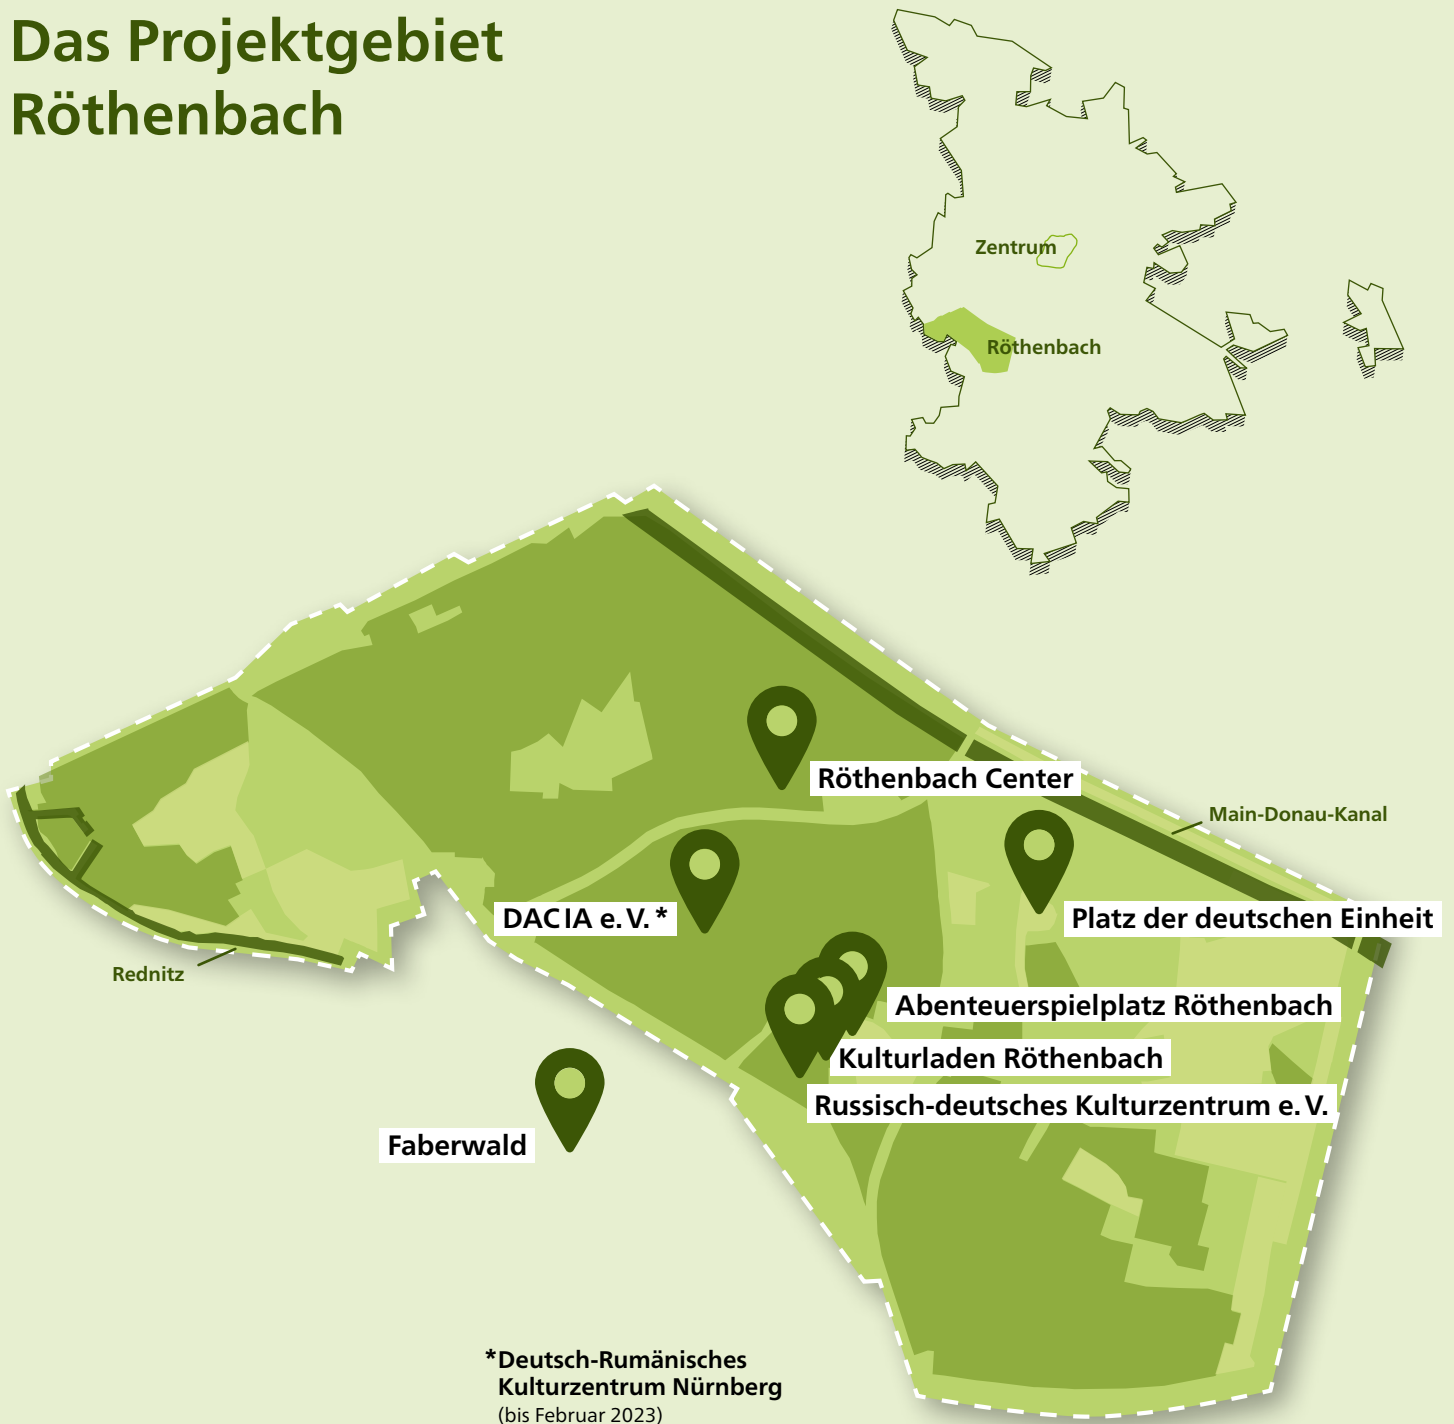 Das Projektgebiet
Röthenbach
Zentrum
Röthenbach
Röthenbach Center
Main-Donau-Kanal
DACIA e. V. *
Platz der deutschen Einheit
Rednitz
Abenteuerspielplatz Röthenbach
Kulturladen Röthenbach
Russisch-deutsches Kulturzentrum e. V.
Faberwald
*Deutsch-Rumänisches
Kulturzentrum Nürnberg
(bis Februar 2023)